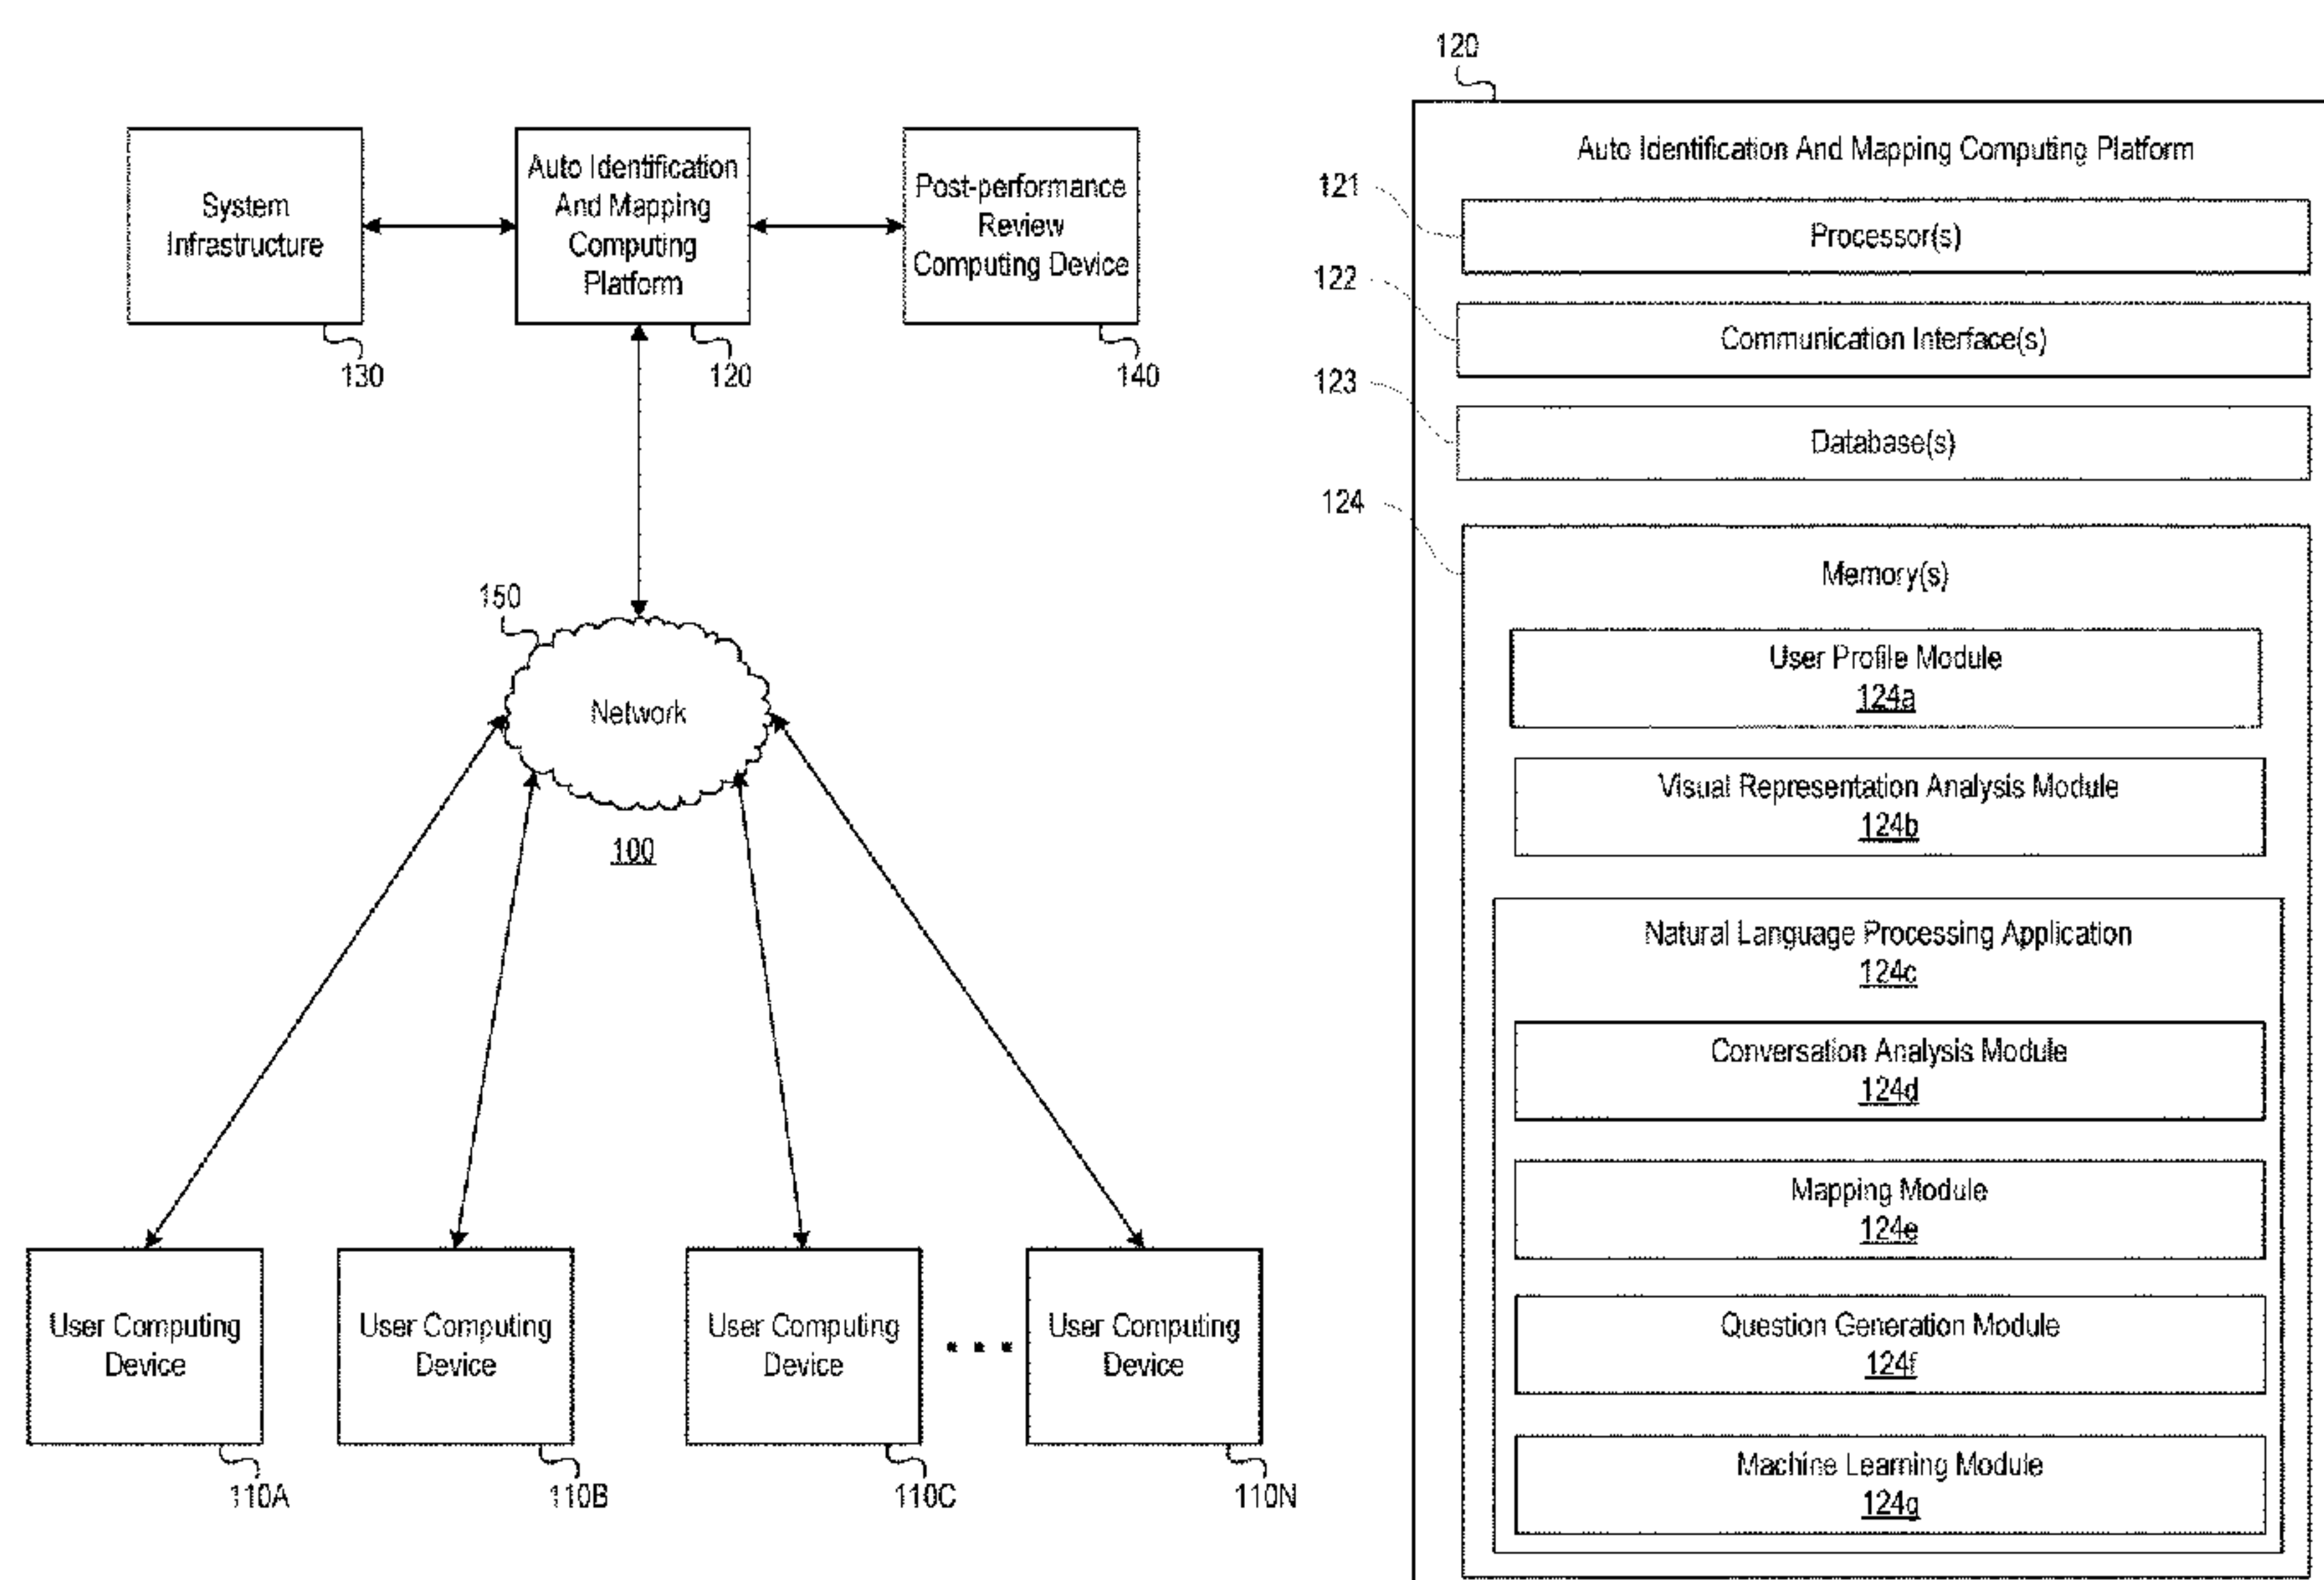 System
Infrastructure
130
Auto Identification
And Mapping
Computing
Platform
120
Post-performance
Review
Computing Device
140
150
Network
100
User Computing
Device
110A
User Computing
Device
110B
User Computing
Device
110C
...
User Computing
Device
110N
120
Auto Identification And Mapping Computing Platform
121
Processor(s)
122
Communication Interface(s)
123
Database(s)
124
Memory(s)
User Profile Module
124a
Visual Representation Analysis Module
124b
Natural Language Processing Application
124c
Conversation Analysis Module
124d
Mapping Module
124e
Question Generation Module
124f
Machine Learning Module
124g